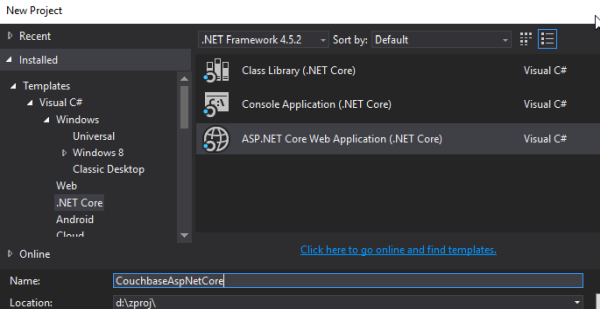 New Project
Recent
.NET Framework 4.5.2 Sort by: Default
Installed
Templates
Visual C#
Windows
Universal
Windows 8
Classic Desktop
Web
.NET Core
Android
Cloud
Class Library (.NET Core) Visual C#
Console Application (.NET Core) Visual C#
ASP.NET Core Web Application (.NET Core) Visual C#
Online
Click here to go online and find templates.
Name: CouchbaseAspNetCore
Location: d:\zproj\